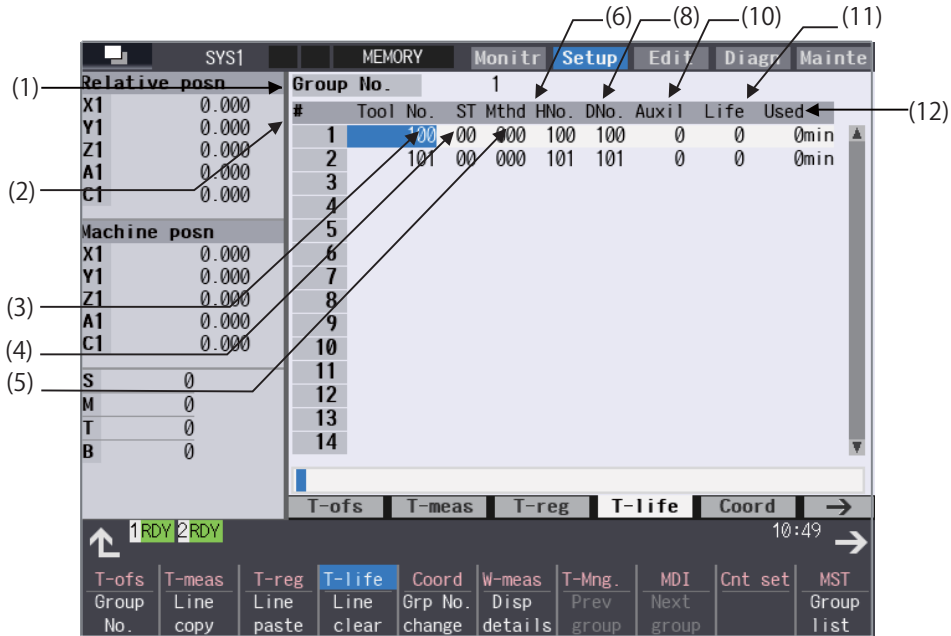 (6) (8) (10) (11)
SYS1 MEMORY Monitr Setup Edit Diagn Mainte
(1) Relative posn Group No. 1
X1 0.000 # Tool No. ST Mthd HNo. DNo. Auxil Life Used (12)
Y1 0.000 1 100 00 000 100 100 0 0 0min
Z1 0.000 2 101 00 000 101 101 0 0 0min
(2) A1 0.000 3
C1 0.000 4
Machine posn 5
X1 0.000 6
Y1 0.000 7
(3) Z1 0.000 8
A1 0.000 9
(4) C1 0.000 10
11
(5) S 0 12
M 0 13
T 0 14
B 0
T-ofs T-meas T-reg T-life Coord →
1 RDY 2 RDY 10:49
T-ofs T-meas T-reg T-life Coord W-meas T-Mng. MDI Cnt set MST
Group Line Line Line Grp No. Disp Prev Next Group
No. copy paste clear change details group group list